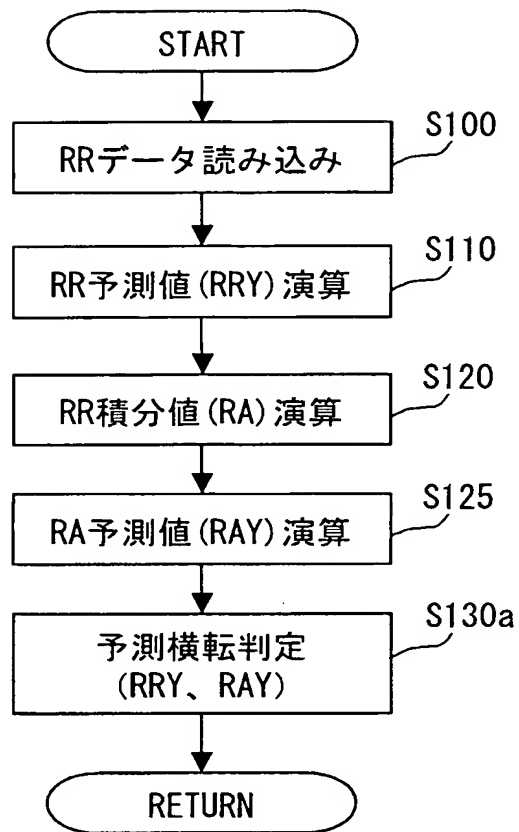 START
S100
RRデータ読み込み
S110
RR予測値(RRY)演算
S120
RR積分値(RA)演算
S125
RA予測値(RAY)演算
S130a
予測横転判定
(RRY、RAY)
RETURN